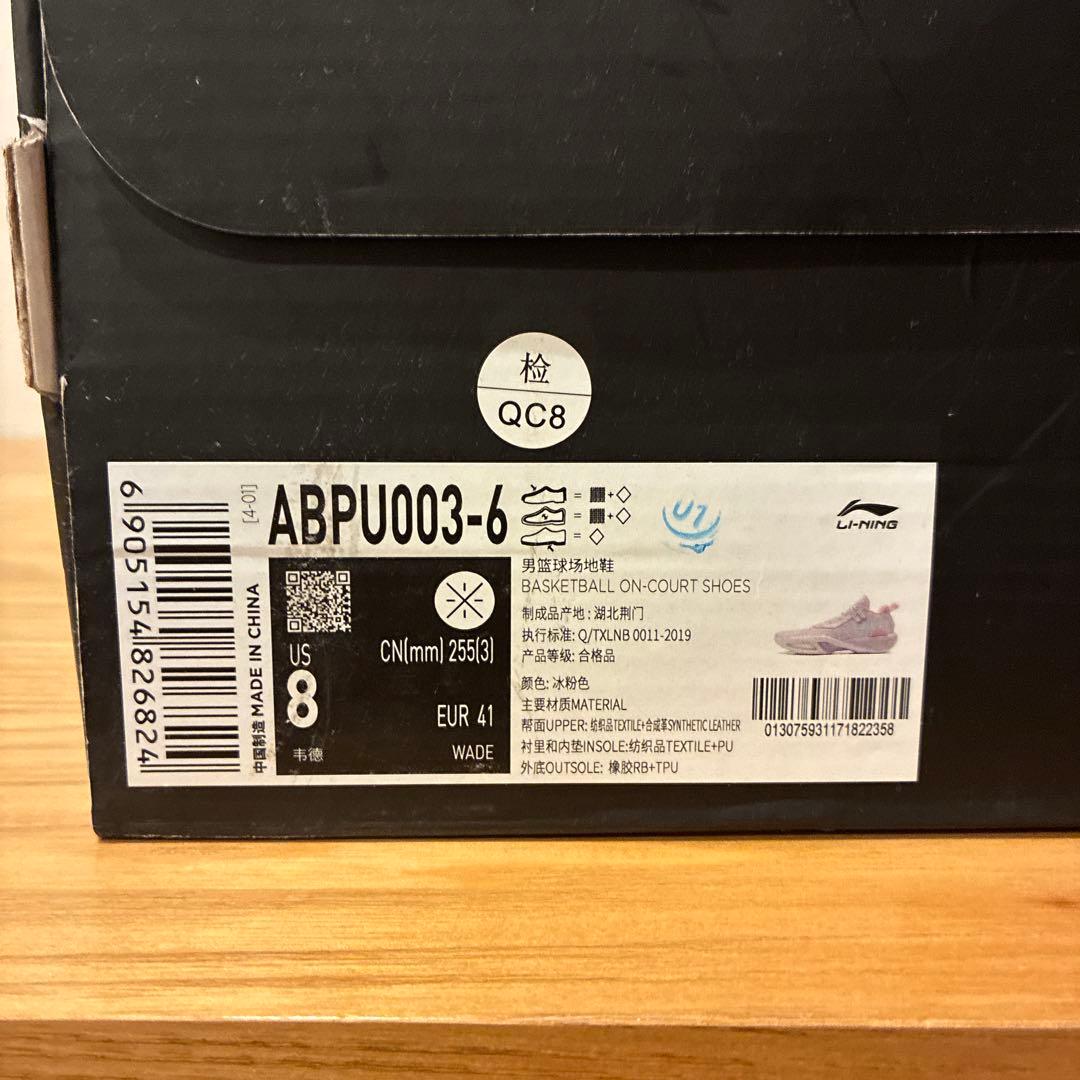 检
QC8
6 905154 826824
[4-01]
中国制造 MADE IN CHINA
ABPU003-6
US
8
韦德
CN(mm) 255(3)
EUR 41
WADE
男篮球场地鞋
BASKETBALL ON-COURT SHOES
制成品产地: 湖北荆门
执行标准: Q/TXLNB 0011-2019
产品等级: 合格品
颜色: 冰粉色
主要材质MATERIAL
帮面UPPER: 纺织品TEXTILE+合成革SYNTHETIC LEATHER
衬里和内垫INSOLE:纺织品TEXTILE+PU
外底OUTSOLE: 橡胶RB+TPU
LI-NING
013075931171822358